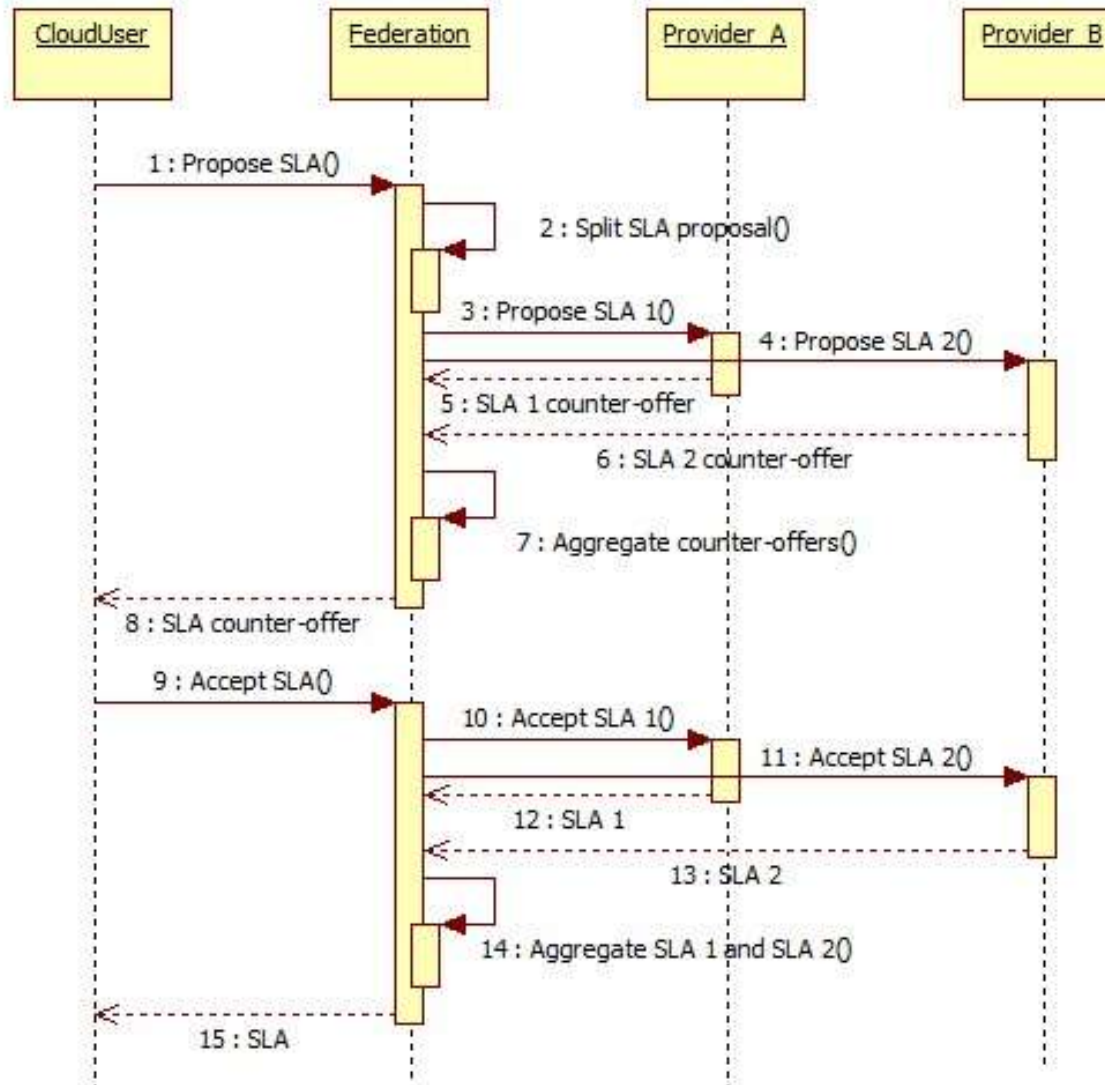 CloudUser
Federation
Provider_A
Provider_B
1 : Propose SLA()
2 : Split SLA proposal()
3 : Propose SLA 1()
4 : Propose SLA 2()
5 : SLA 1 counter-offer
6 : SLA 2 counter-offer
7 : Aggregate counter-offers()
8 : SLA counter-offer
9 : Accept SLA()
10 : Accept SLA 1()
11 : Accept SLA 2()
12 : SLA 1
13 : SLA 2
14 : Aggregate SLA 1 and SLA 2()
15 : SLA